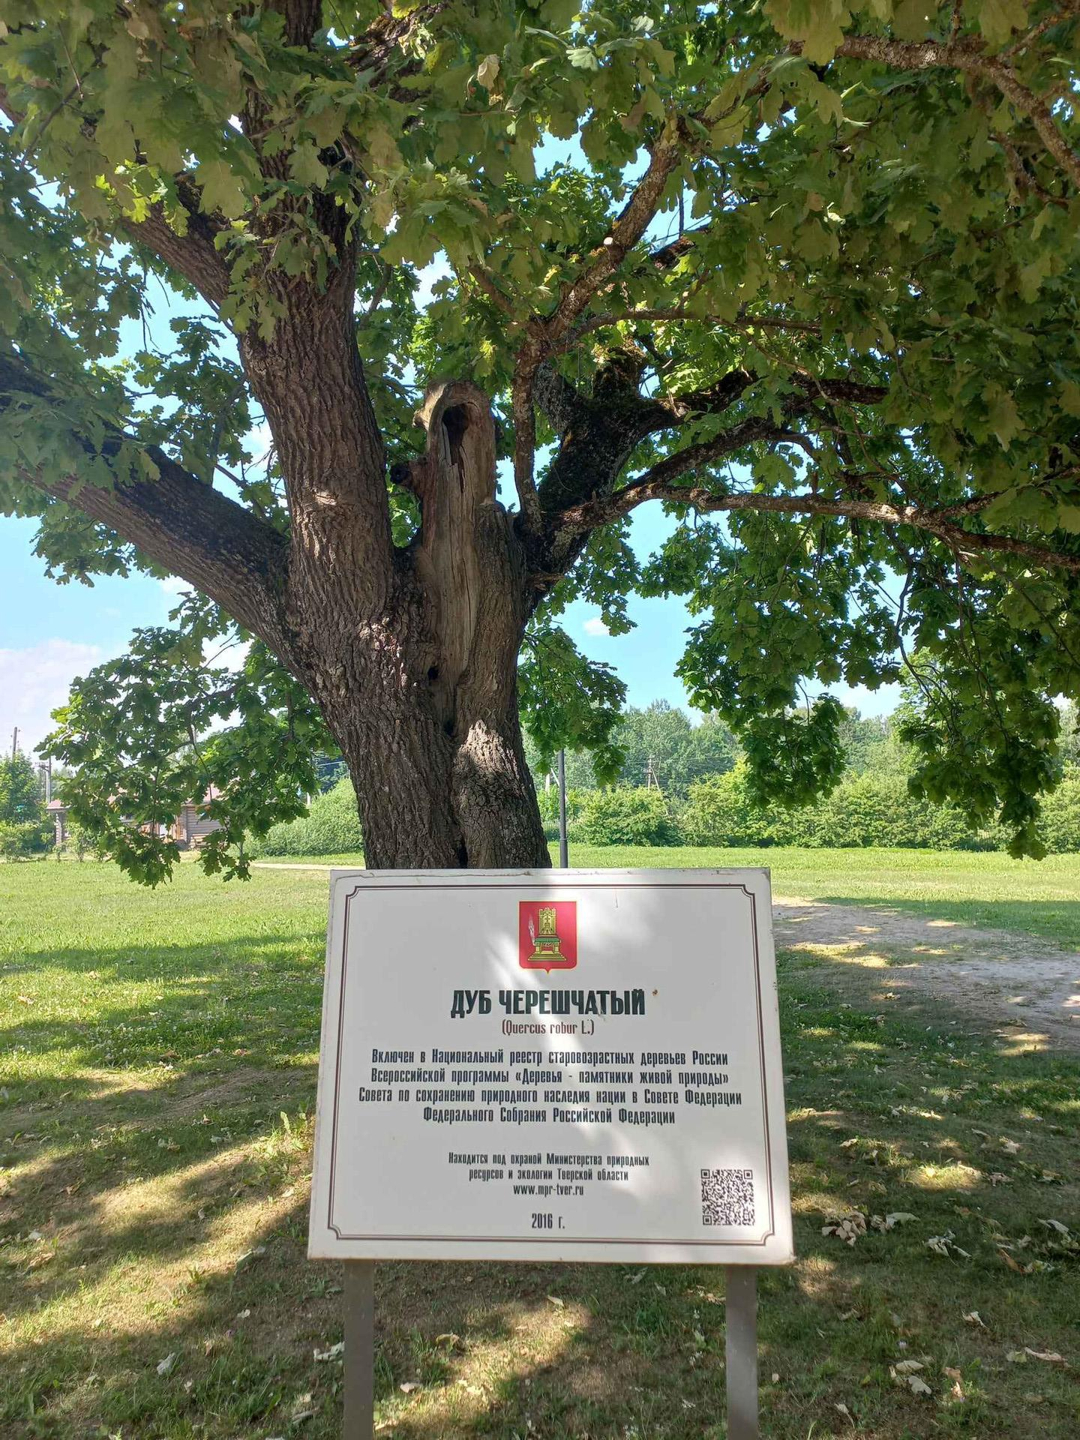 ДУБ ЧЕРЕШЧАТЫЙ
(Quercus robur L.)
Включен в Национальный реестр старовозрастных деревьев России
Всероссийской программы «Деревья - памятники живой природы»
Совета по сохранению природного наследия нации в Совете Федерации
Федерального Собрания Российской Федерации
Находится под охраной Министерства природных
ресурсов и экологии Тверской области
www.mpr-tver.ru
2016 г.